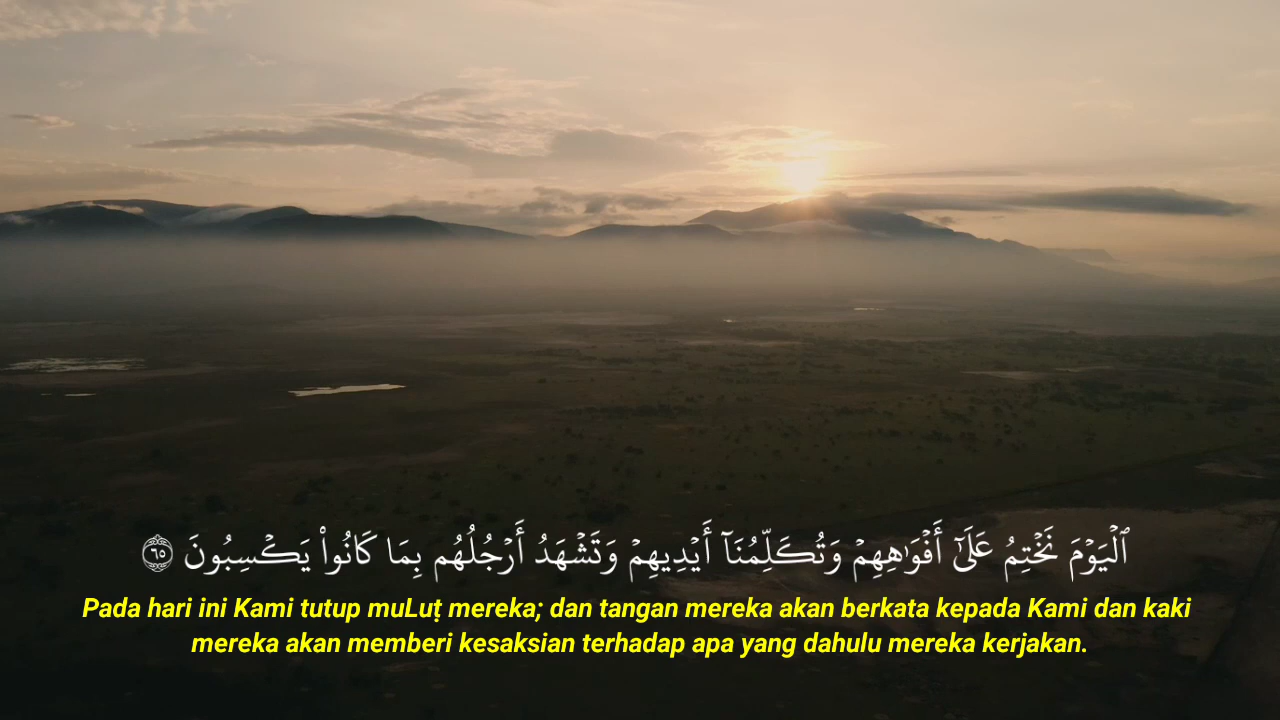 ٱلۡيَوۡمَ نَخۡتِمُ عَلَىٰٓ أَفۡوَٰهِهِمۡ وَتُكَلِّمُنَآ أَيۡدِيهِمۡ وَتَشۡهَدُ أَرۡجُلُهُم بِمَا كَانُواْ يَكۡسِبُونَ ٦٥
Pada hari ini Kami tutup muLuṭ mereka; dan tangan mereka akan berkata kepada Kami dan kaki
mereka akan memberi kesaksian terhadap apa yang dahulu mereka kerjakan.